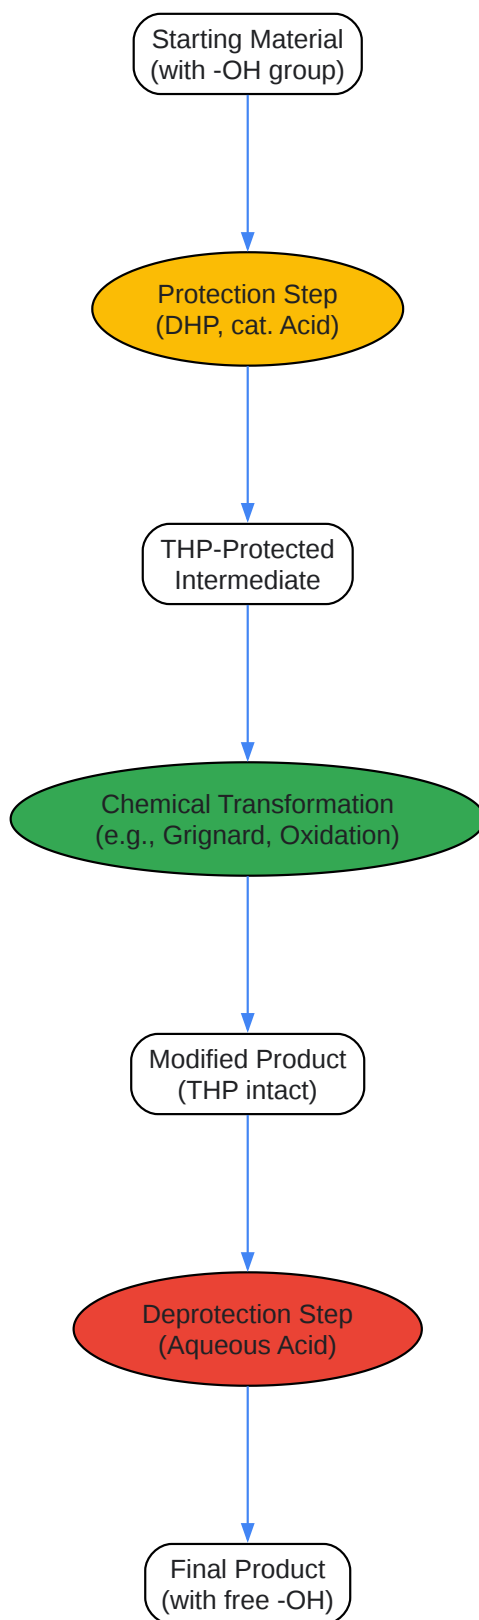 Starting Material
(with -OH group)
Protection Step
(DHP, cat. Acid)
THP-Protected
Intermediate
Chemical Transformation
(e.g., Grignard, Oxidation)
Modified Product
(THP intact)
Deprotection Step
(Aqueous Acid)
Final Product
(with free -OH)